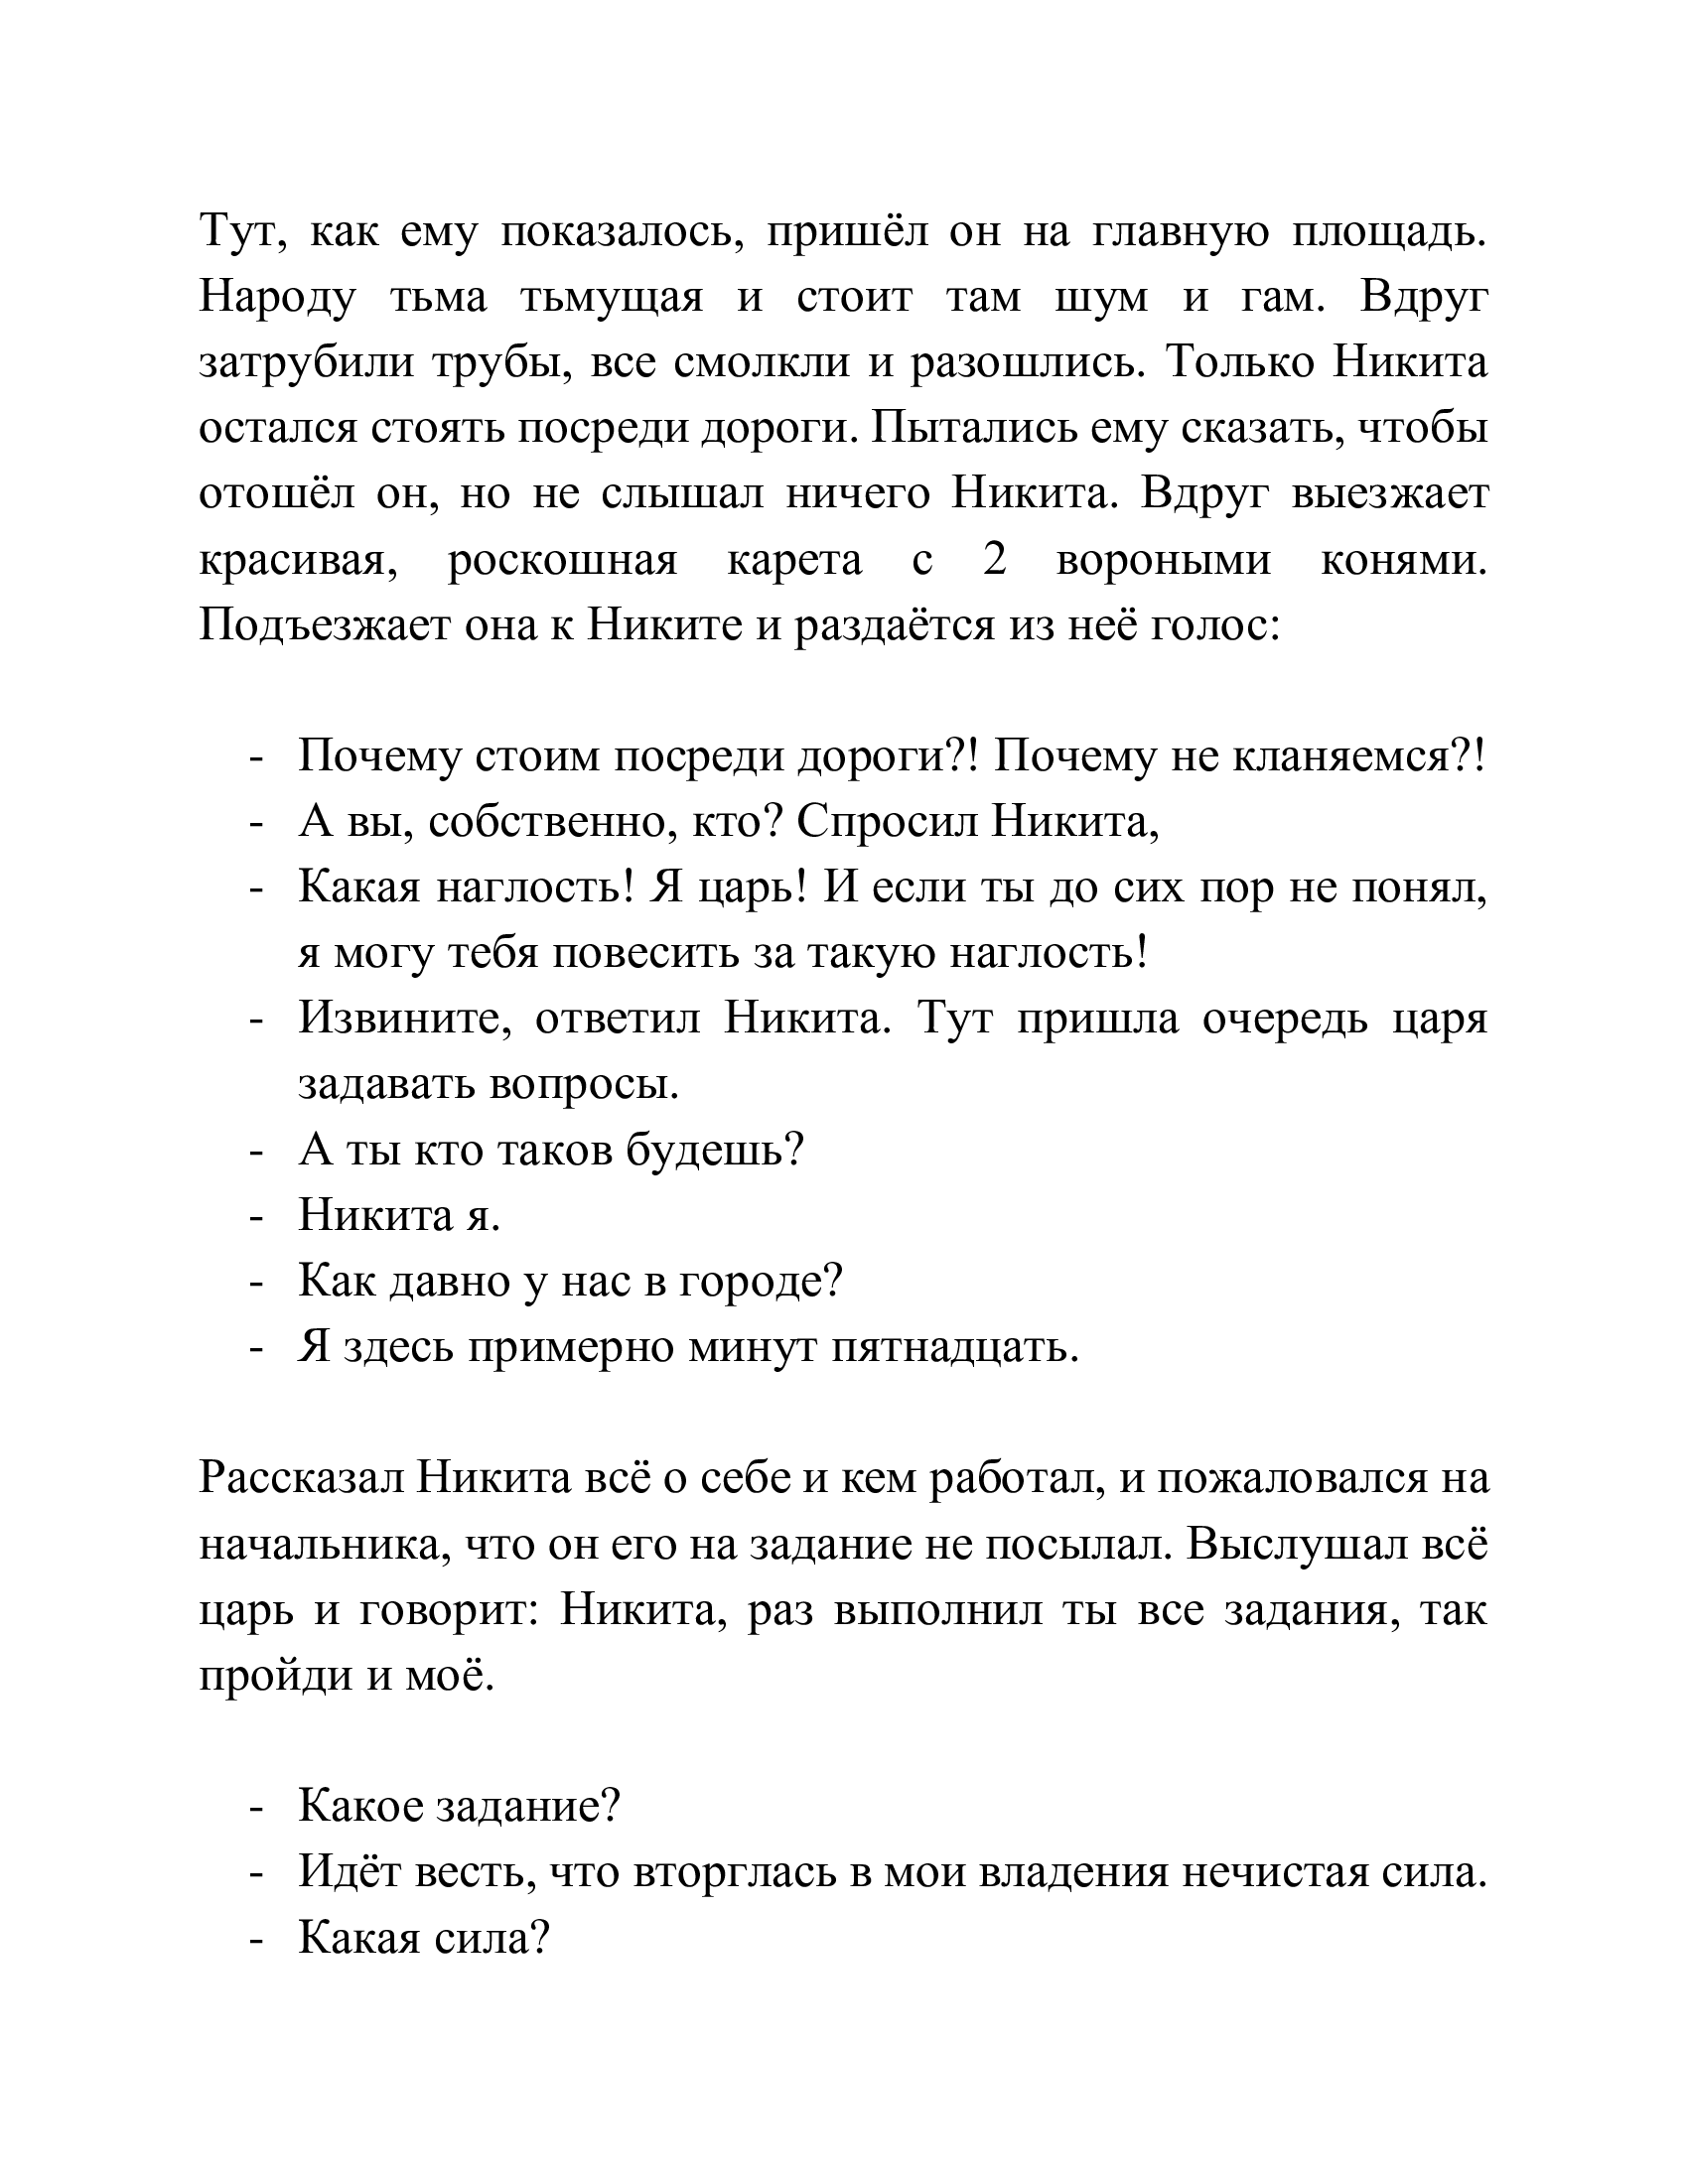 Тут, как ему показалось, пришёл он на главную площадь.
Народу тьма тьмущая и стоит там шум и гам. Вдруг
затрубили трубы, все смолкли и разошлись. Только Никита
остался стоять посреди дороги. Пытались ему сказать, чтобы
отошёл он, но не слышал ничего Никита. Вдруг выезжает
красивая, роскошная карета с 2 вороными конями.
Подъезжает она к Никите и раздаётся из неё голос:
- Почему стоим посреди дороги?! Почему не кланяемся?!
- А вы, собственно, кто? Спросил Никита,
- Какая наглость! Я царь! И если ты до сих пор не понял,
я могу тебя повесить за такую наглость!
- Извините, ответил Никита. Тут пришла очередь царя
задавать вопросы.
- А ты кто таков будешь?
- Никита я.
- Как давно у нас в городе?
- Я здесь примерно минут пятнадцать.
Рассказал Никита всё о себе и кем работал, и пожаловался на
начальника, что он его на задание не посылал. Выслушал всё
царь и говорит: Никита, раз выполнил ты все задания, так
пройди и моё.
- Какое задание?
- Идёт весть, что вторглась в мои владения нечистая сила.
- Какая сила?